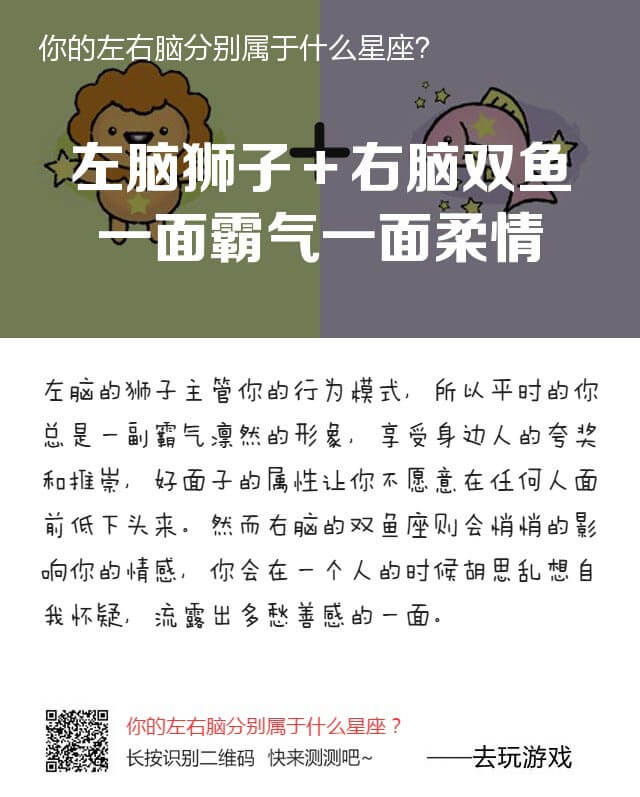 你的左右脑分别属于什么星座？
左脑狮子＋右脑双鱼
一面霸气一面柔情
左脑的狮子主管你的行为模式，所以平时的你
总是一副霸气凛然的形象，享受身边人的夸奖
和推崇，好面子的属性让你不愿意在任何人面
前低下头来。然而右脑的双鱼座则会悄悄的影
响你的情感，你会在一个人的时候胡思乱想自
我怀疑，流露出多愁善感的一面。
你的左右脑分别属于什么星座？
长按识别二维码 快来测测吧~
——去玩游戏